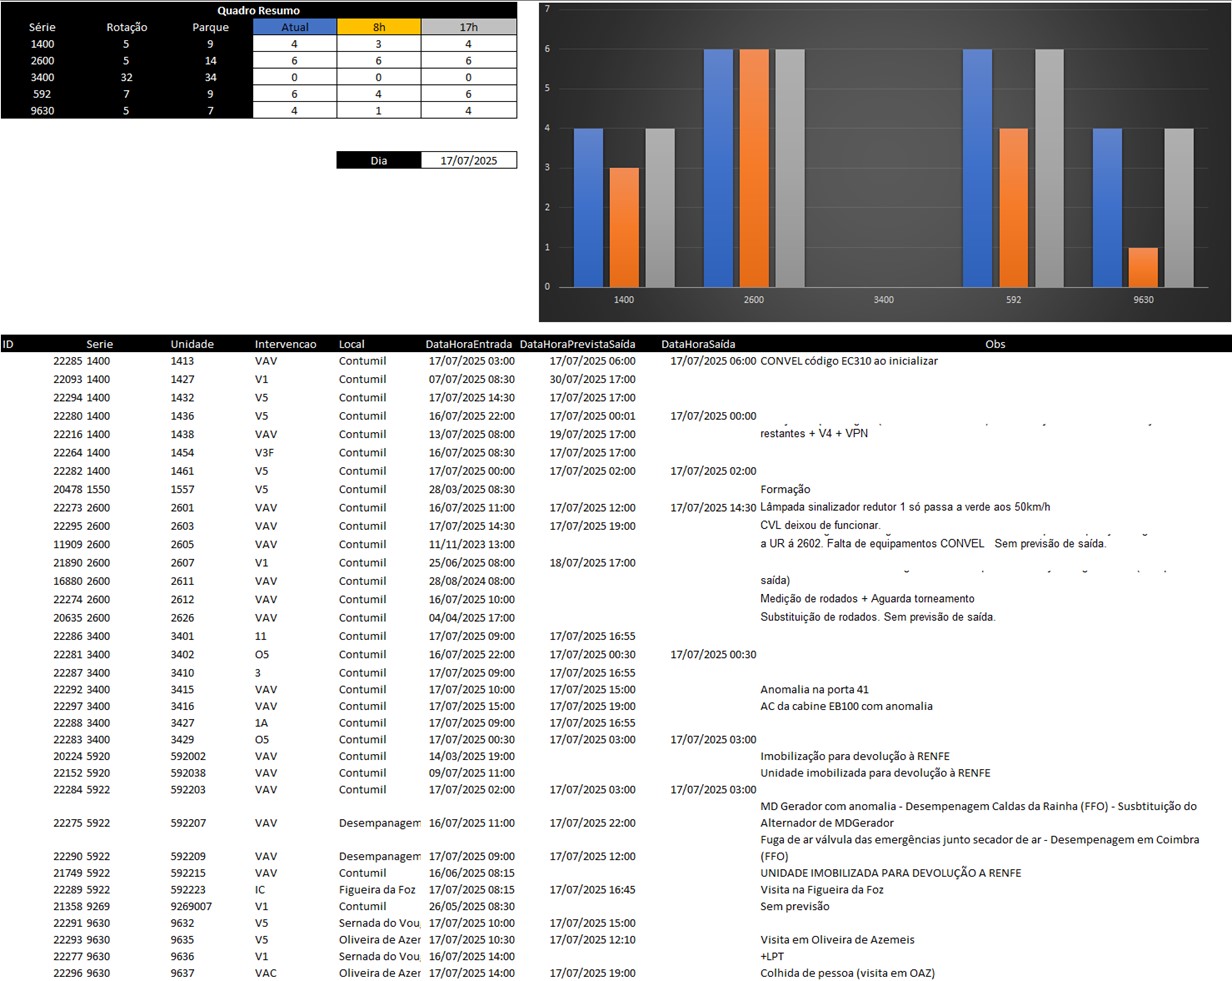 Quadro Resumo
Série Rotação Parque Atual 8h 17h
1400 5 9 4 3 4
2600 5 14 6 6 6
3400 32 34 0 0 0
592 7 9 6 4 6
9630 5 7 4 1 4
Dia 17/07/2025
7
6
5
4
3
2
1
0
1400 2600 3400 592 9630
ID Serie Unidade Intervencao Local DataHoraEntrada DataHoraPrevistaSaída DataHoraSaída Obs
22285 1400 1413 VAV Contumil 17/07/2025 03:00 17/07/2025 06:00 17/07/2025 06:00 CONVEL código EC310 ao inicializar
22093 1400 1427 V1 Contumil 07/07/2025 08:30 30/07/2025 17:00
22294 1400 1432 V5 Contumil 17/07/2025 14:30 17/07/2025 17:00
22280 1400 1436 V5 Contumil 16/07/2025 22:00 17/07/2025 00:01 17/07/2025 00:00
22216 1400 1438 VAV Contumil 13/07/2025 08:00 19/07/2025 17:00 restantes + V4 + VPN
22264 1400 1454 V3F Contumil 16/07/2025 08:30 17/07/2025 17:00
22282 1400 1461 V5 Contumil 17/07/2025 00:00 17/07/2025 02:00 17/07/2025 02:00
20478 1550 1557 V5 Contumil 28/03/2025 08:30 Formação
22273 2600 2601 VAV Contumil 16/07/2025 11:00 17/07/2025 12:00 17/07/2025 14:30 Lâmpada sinalizador redutor 1 só passa a verde aos 50km/h
22295 2600 2603 VAV Contumil 17/07/2025 14:30 17/07/2025 19:00 CVL deixou de funcionar.
11909 2600 2605 VAV Contumil 11/11/2023 13:00 a UR á 2602. Falta de equipamentos CONVEL Sem previsão de saída.
21890 2600 2607 V1 Contumil 25/06/2025 08:00 18/07/2025 17:00
16880 2600 2611 VAV Contumil 28/08/2024 08:00 saída)
22274 2600 2612 VAV Contumil 16/07/2025 10:00 Medição de rodados + Aguarda torneamento
20635 2600 2626 VAV Contumil 04/04/2025 17:00 Substituição de rodados. Sem previsão de saída.
22286 3400 3401 11 Contumil 17/07/2025 09:00 17/07/2025 16:55
22281 3400 3402 O5 Contumil 16/07/2025 22:00 17/07/2025 00:30 17/07/2025 00:30
22287 3400 3410 3 Contumil 17/07/2025 09:00 17/07/2025 16:55
22292 3400 3415 VAV Contumil 17/07/2025 10:00 17/07/2025 15:00 Anomalia na porta 41
22297 3400 3416 VAV Contumil 17/07/2025 15:00 17/07/2025 19:00 AC da cabine EB100 com anomalia
22288 3400 3427 1A Contumil 17/07/2025 09:00 17/07/2025 16:55
22283 3400 3429 O5 Contumil 17/07/2025 00:30 17/07/2025 03:00 17/07/2025 03:00
20224 5920 592002 VAV Contumil 14/03/2025 19:00 Imobilização para devolução à RENFE
22152 5920 592038 VAV Contumil 09/07/2025 11:00 Unidade imobilizada para devolução à RENFE
22284 5922 592203 VAV Contumil 17/07/2025 02:00 17/07/2025 03:00 17/07/2025 03:00
MD Gerador com anomalia - Desempenagem Caldas da Rainha (FFO) - Susbtituição do
22275 5922 592207 VAV Desempanagem 16/07/2025 11:00 17/07/2025 22:00 Alternador de MDGerador
Fuga de ar válvula das emergências junto secador de ar - Desempenagem em Coimbra
22290 5922 592209 VAV Desempanagem 17/07/2025 09:00 17/07/2025 12:00 (FFO)
21749 5922 592215 VAV Contumil 16/06/2025 08:15 UNIDADE IMOBILIZADA PARA DEVOLUÇÃO A RENFE
22289 5922 592223 IC Figueira da Foz 17/07/2025 08:15 17/07/2025 16:45 Visita na Figueira da Foz
21358 9269 9269007 V1 Contumil 26/05/2025 08:30 Sem previsão
22291 9630 9632 V5 Sernada do Vou 17/07/2025 10:00 17/07/2025 15:00
22293 9630 9635 V5 Oliveira de Azer 17/07/2025 10:30 17/07/2025 12:10 Visita em Oliveira de Azemeis
22277 9630 9636 V1 Sernada do Vou 16/07/2025 14:00 +LPT
22296 9630 9637 VAC Oliveira de Azer 17/07/2025 14:00 17/07/2025 19:00 Colhida de pessoa (visita em OAZ)